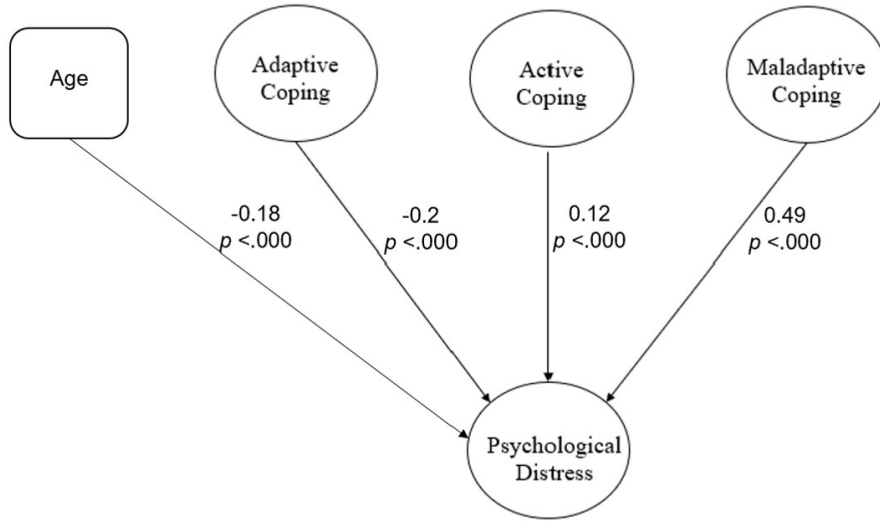 Age
Adaptive
Coping
Active
Coping
Maladaptive
Coping
-0.18
p <.000
-0.2
p <.000
0.12
p <.000
0.49
p <.000
Psychological
Distress